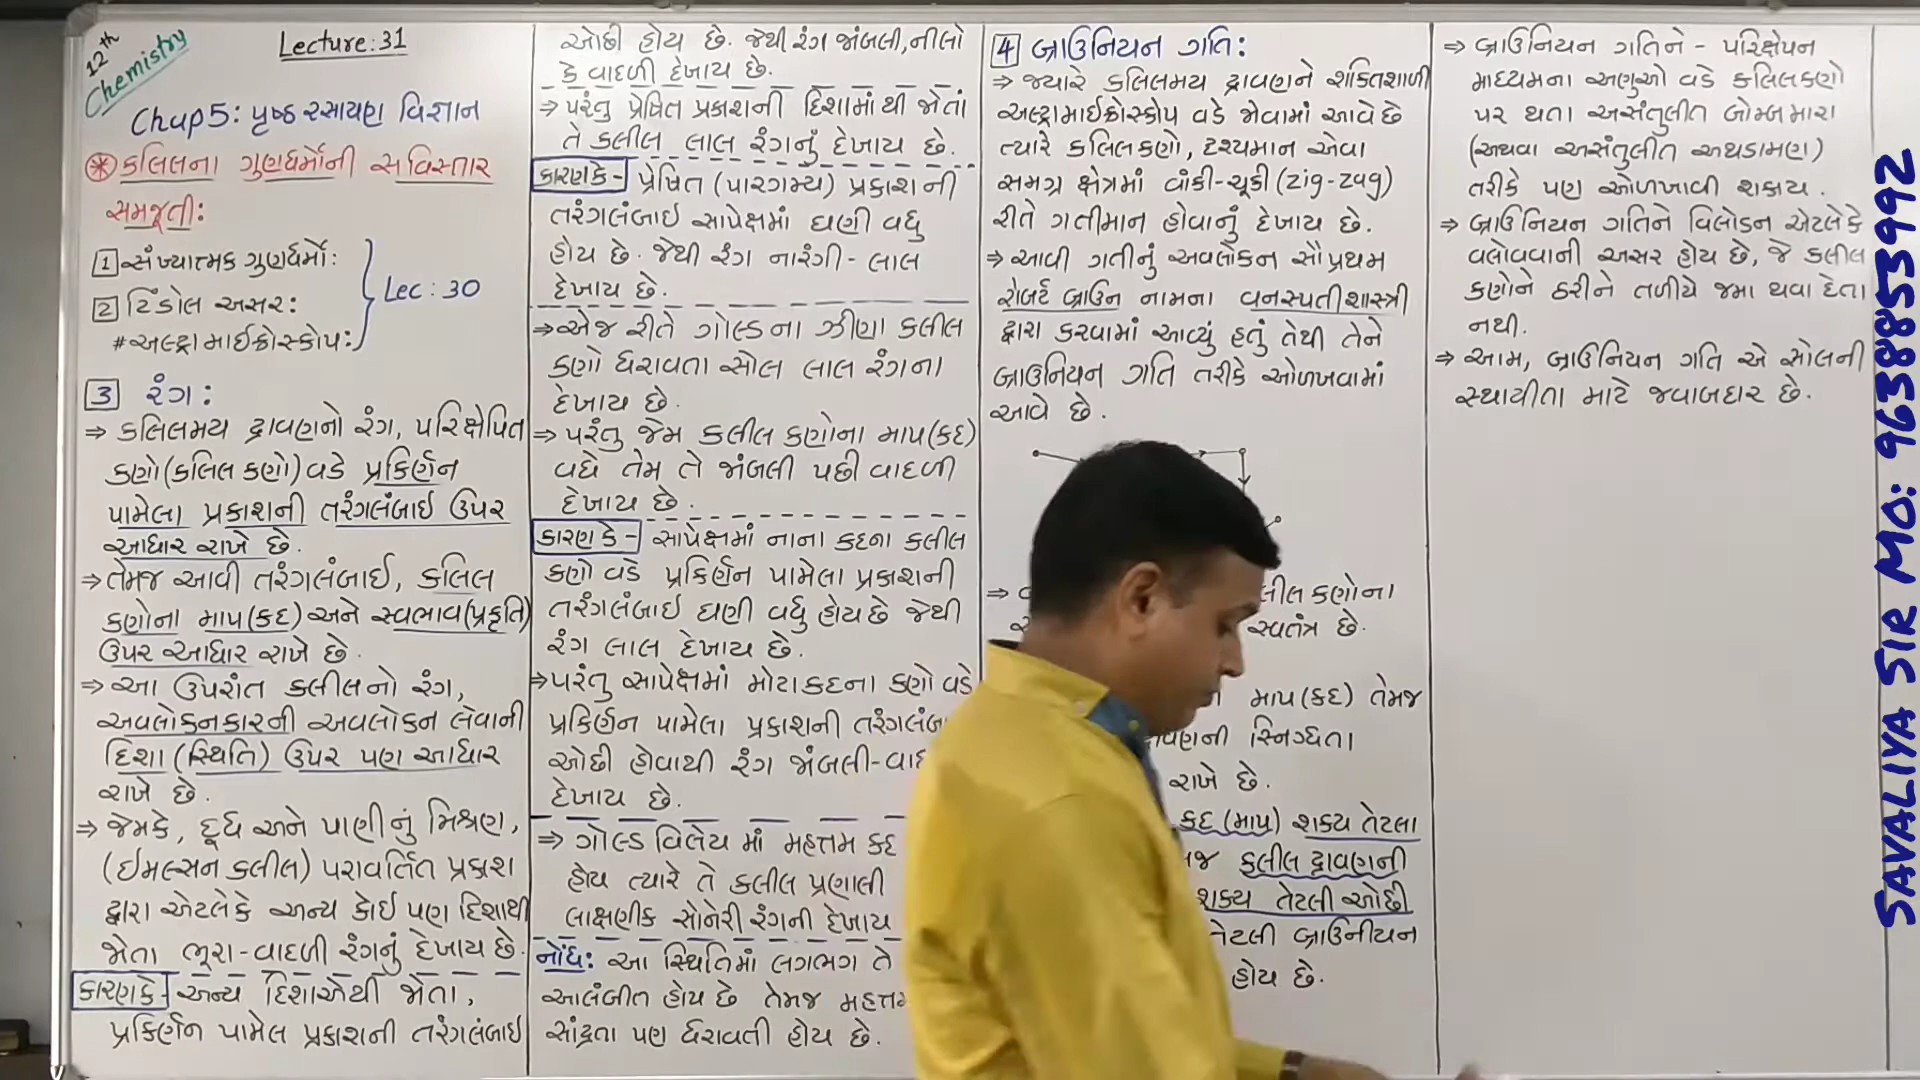 12th
Chemistry
Lecture: 31
Chap 5: પૃષ્ઠ રસાયણ વિજ્ઞાન
* કલિલના ગુણધર્મોની સવિસ્તાર
સમજૂતી:
1 સંખ્યાત્મક ગુણધર્મો:
2 ટિંડોલ અસર:
# અલ્ટ્રામાઈક્રોસ્કોપ:
Lec: 30
3 રંગ:
⇒ કલિલમય દ્રાવણનો રંગ, પરિક્ષેપિત
કણો (કલિલ કણો) વડે પ્રકિર્ણન
પામેલા પ્રકાશની તરંગલંબાઈ ઉપર
આધાર રાખે છે.
⇒ તેમજ આવી તરંગલંબાઈ, કલિલ
કણોના માપ (કદ) અને સ્વભાવ (પ્રકૃતિ)
ઉપર આધાર રાખે છે.
⇒ આ ઉપરાંત કલીલનો રંગ,
અવલોકનકારની અવલોકન લેવાની
દિશા (સ્થિતિ) ઉપર પણ આધાર
રાખે છે.
⇒ જેમકે, દૂધ અને પાણીનું મિશ્રણ,
(ઈમલ્સન કલીલ) પરાવર્તિત પ્રકાશ
દ્વારા એટલેકે અન્ય કોઈ પણ દિશાથી
જોતા ભૂરા-વાદળી રંગનું દેખાય છે.
કારણકે- અન્ય દિશાએથી જોતા,
પ્રકિર્ણન પામેલ પ્રકાશની તરંગલંબાઈ
ઓછી હોય છે. જેથી રંગ જાંબલી, નીલો
કે વાદળી દેખાય છે.
⇒ પરંતુ પ્રેષિત પ્રકાશની દિશામાંથી જોતાં
તે કલીલ લાલ રંગનું દેખાય છે.
કારણકે- પ્રેષિત (પારગમ્ય) પ્રકાશની
તરંગલંબાઈ સાપેક્ષમાં ઘણી વધુ
હોય છે. જેથી રંગ નારંગી-લાલ
દેખાય છે.
⇒ એજ રીતે ગોલ્ડના ઝીણા કલીલ
કણો ધરાવતા સોલ લાલ રંગના
દેખાય છે.
⇒ પરંતુ જેમ કલીલ કણોના માપ (કદ)
વધે તેમ તે જાંબલી પછી વાદળી
દેખાય છે.
કારણકે- સાપેક્ષમાં નાના કદના કલીલ
કણો વડે પ્રકિર્ણન પામેલા પ્રકાશની
તરંગલંબાઈ ઘણી વધુ હોય છે જેથી
રંગ લાલ દેખાય છે.
⇒ પરંતુ સાપેક્ષમાં મોટા કદના કણો વડે
પ્રકિર્ણન પામેલા પ્રકાશની
ઓછી હોવાથી રંગ જાંબલી-
દેખાય છે.
⇒ ગોલ્ડ વિલેય માં મહત્તમ કદ
હોય ત્યારે તે કલીલ પ્રણાલી
લાક્ષણીક સોનેરી રંગની દેખાય
નોંધ: આ સ્થિતિમાં લગભગ તે
આલંબીત હોય છે તેમજ
સાંદ્રતા પણ ધરાવતી હોય છે.
4 બ્રાઉનિયન ગતિ:
⇒ જ્યારે કલિલમય દ્રાવણને શક્તિશાળી
અલ્ટ્રામાઈક્રોસ્કોપ વડે જોવામાં આવે છે
ત્યારે કલિલકણો, દ્રશ્યમાન એવા
સમગ્ર ક્ષેત્રમાં વાંકી-ચૂકી (zig-zag)
રીતે ગતીમાન હોવાનું દેખાય છે.
⇒ આવી ગતીનું અવલોકન સૌપ્રથમ
રોબર્ટ બ્રાઉન નામના વનસ્પતીશાસ્ત્રી
દ્વારા કરવામાં આવ્યું હતું તેથી તેને
બ્રાઉનિયન ગતિ તરીકે ઓળખવામાં
આવે છે.
કણોના
સ્વતંત્ર છે.
માપ (કદ) તેમજ
સ્નિગ્ધતા
રાખે છે.
કદ (માપ) શક્ય તેટલા
કલીલ દ્રાવણની
શક્ય તેટલી ઓછી
તેટલી બ્રાઉનીયન
હોય છે.
⇒ બ્રાઉનિયન ગતિને - પરિક્ષેપન
માધ્યમના અણુઓ વડે કલિલકણો
પર થતા અસંતુલીત બોમ્બમારા
(અથવા અસંતુલીત અથડામણ)
તરીકે પણ ઓળખાવી શકાય.
⇒ બ્રાઉનિયન ગતિને વિલોડન એટલેકે
વલોવવાની અસર હોય છે, જે કલીલ
કણોને ઠરીને તળીયે જમા થવા દેતા
નથી.
⇒ આમ, બ્રાઉનિયન ગતિ એ સોલની
સ્થાયીતા માટે જવાબદાર છે.
SAVALIYA SIR MO: 9638853992